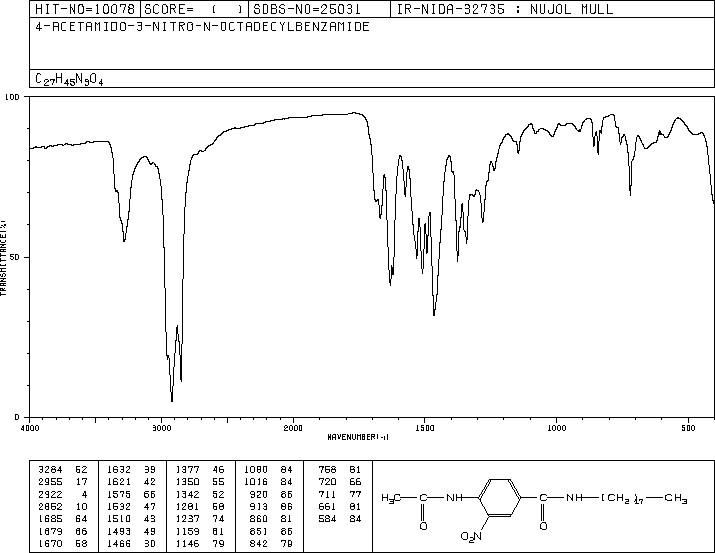 HIT-NO=10078 SCORE= ( ) SDBS-NO=25031 IR-NIDA-32735 : NUJOL MULL
4-ACETAMIDO-3-NITRO-N-OCTADECYLBENZAMIDE
C27H45N3O4
100
50
0
TRANSMITTANCE(%)
4000 3000 2000 1500 1000 500
WAVENUMBER(-1)
3284 52 1632 39 1377 46 1080 84 758 81
2955 17 1621 42 1350 55 1016 84 720 66
2922 4 1575 66 1342 52 920 86 711 77
2852 10 1532 47 1281 58 913 86 661 81
1685 64 1510 43 1237 74 860 81 584 84
1679 66 1493 49 1159 81 851 86
1670 58 1466 30 1146 79 842 79
H3C C NH C NH (CH2)17 CH3
O O2N O